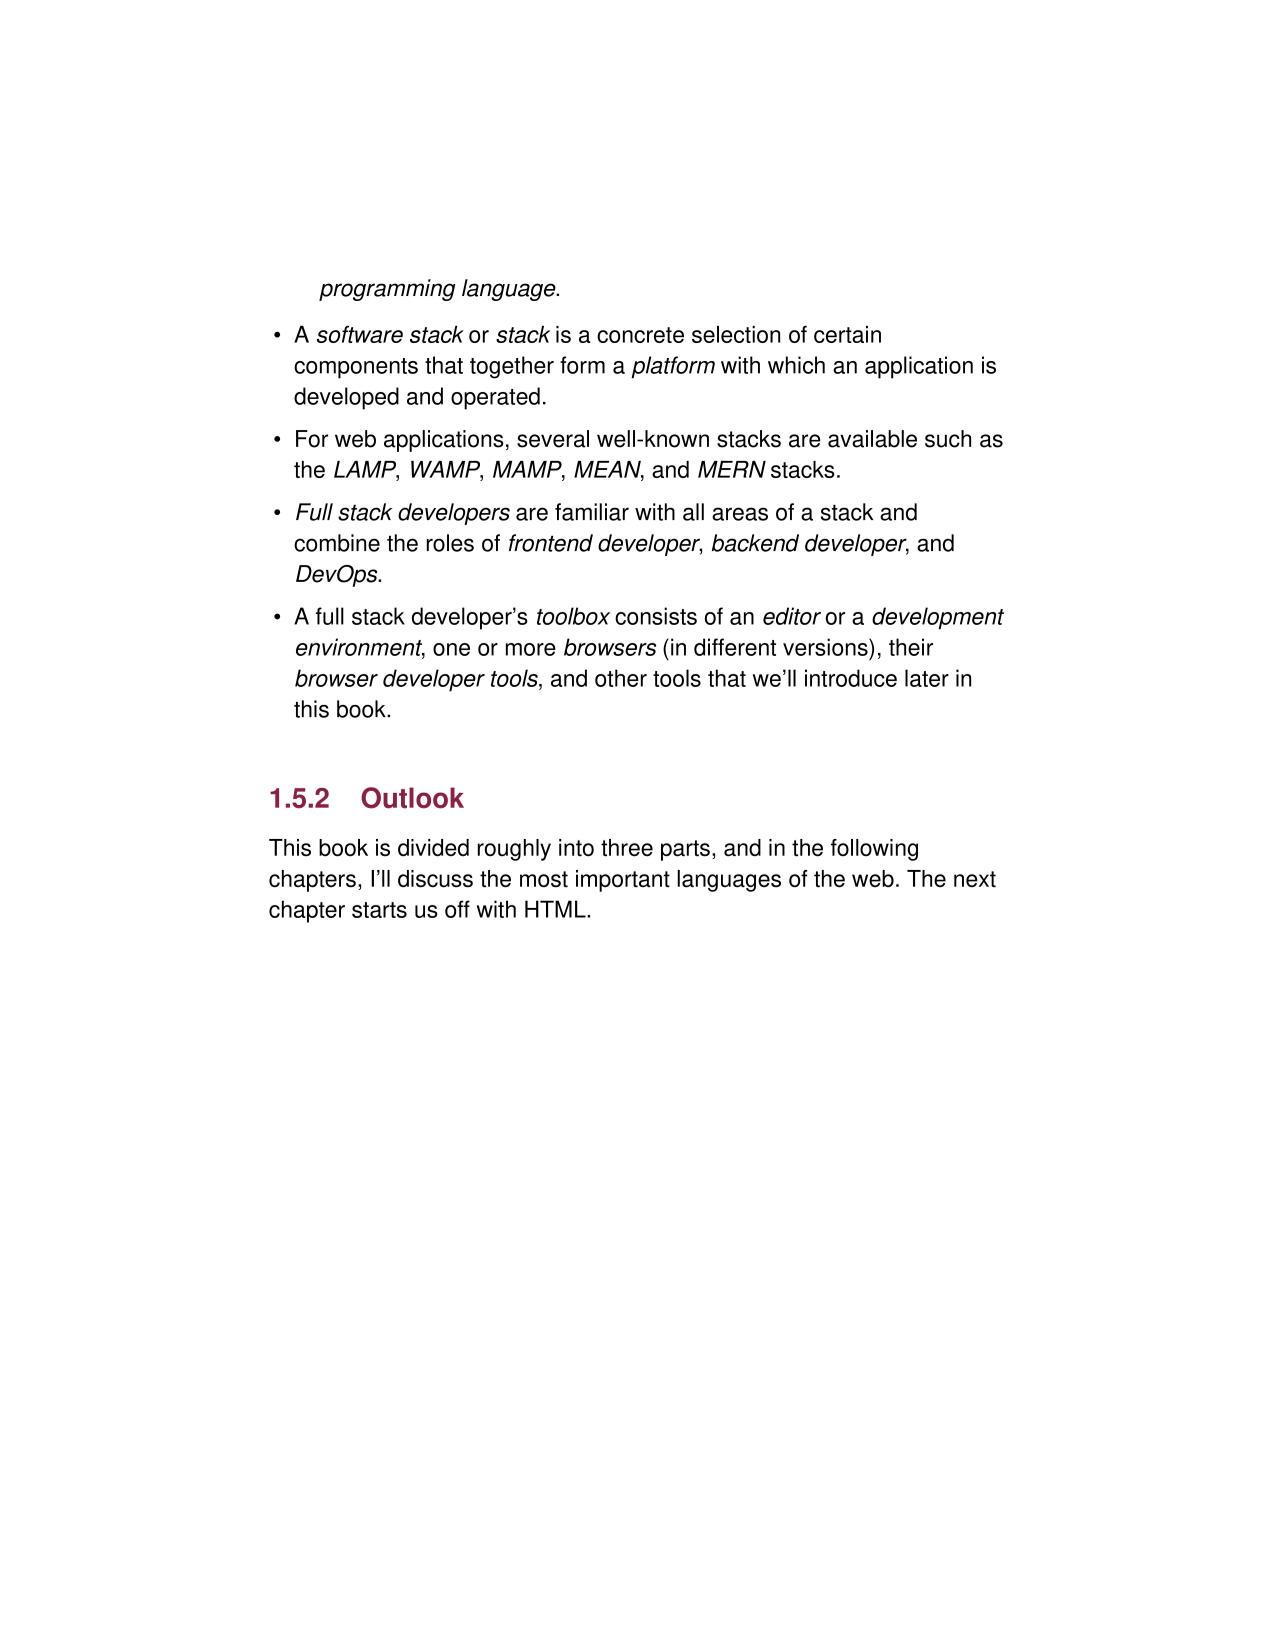 programming language.
• A software stack or stack is a concrete selection of certain
components that together form a platform with which an application is
developed and operated.
• For web applications, several well-known stacks are available such as
the LAMP, WAMP, MAMP, MEAN, and MERN stacks.
• Full stack developers are familiar with all areas of a stack and
combine the roles of frontend developer, backend developer, and
DevOps.
• A full stack developer’s toolbox consists of an editor or a development
environment, one or more browsers (in different versions), their
browser developer tools, and other tools that we’ll introduce later in
this book.
1.5.2 Outlook
This book is divided roughly into three parts, and in the following
chapters, I’ll discuss the most important languages of the web. The next
chapter starts us off with HTML.